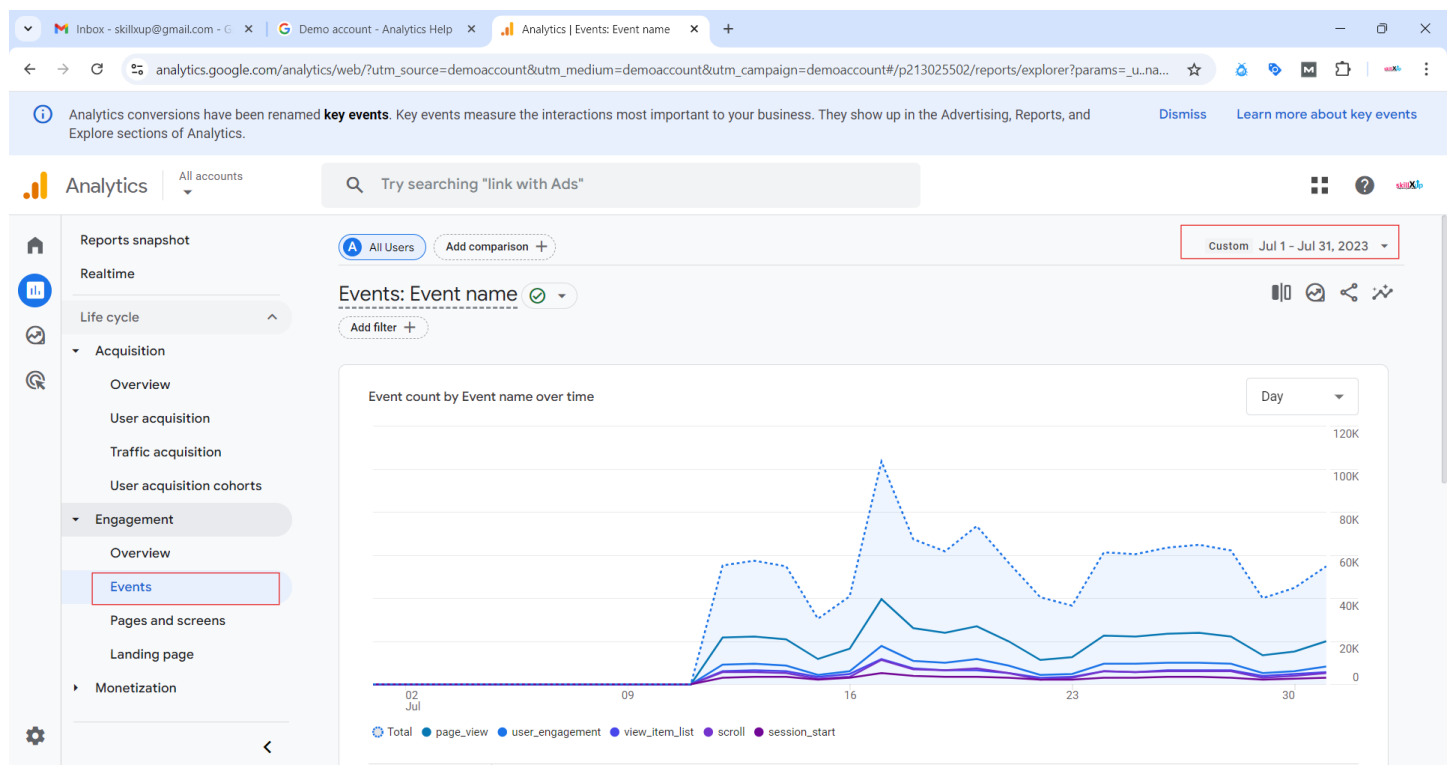 Inbox - skillxup@gmail.com - G
Demo account - Analytics Help
Analytics | Events: Event name
analytics.google.com/analytics/web/?utm_source=demoaccount&utm_medium=demoaccount&utm_campaign=demoaccount#/p213025502/reports/explorer?params=_u..na...
Analytics conversions have been renamed key events. Key events measure the interactions most important to your business. They show up in the Advertising, Reports, and
Explore sections of Analytics.
Dismiss
Learn more about key events
Analytics
All accounts
Try searching "link with Ads"
skillXUp
Reports snapshot
Realtime
Life cycle
Acquisition
Overview
User acquisition
Traffic acquisition
User acquisition cohorts
Engagement
Overview
Events
Pages and screens
Landing page
Monetization
A All Users
Add comparison +
Custom Jul 1 - Jul 31, 2023
Events: Event name
Add filter +
Event count by Event name over time
Day
120K
100K
80K
60K
40K
20K
0
02
Jul
09
16
23
30
Total page_view user_engagement view_item_list scroll session_start